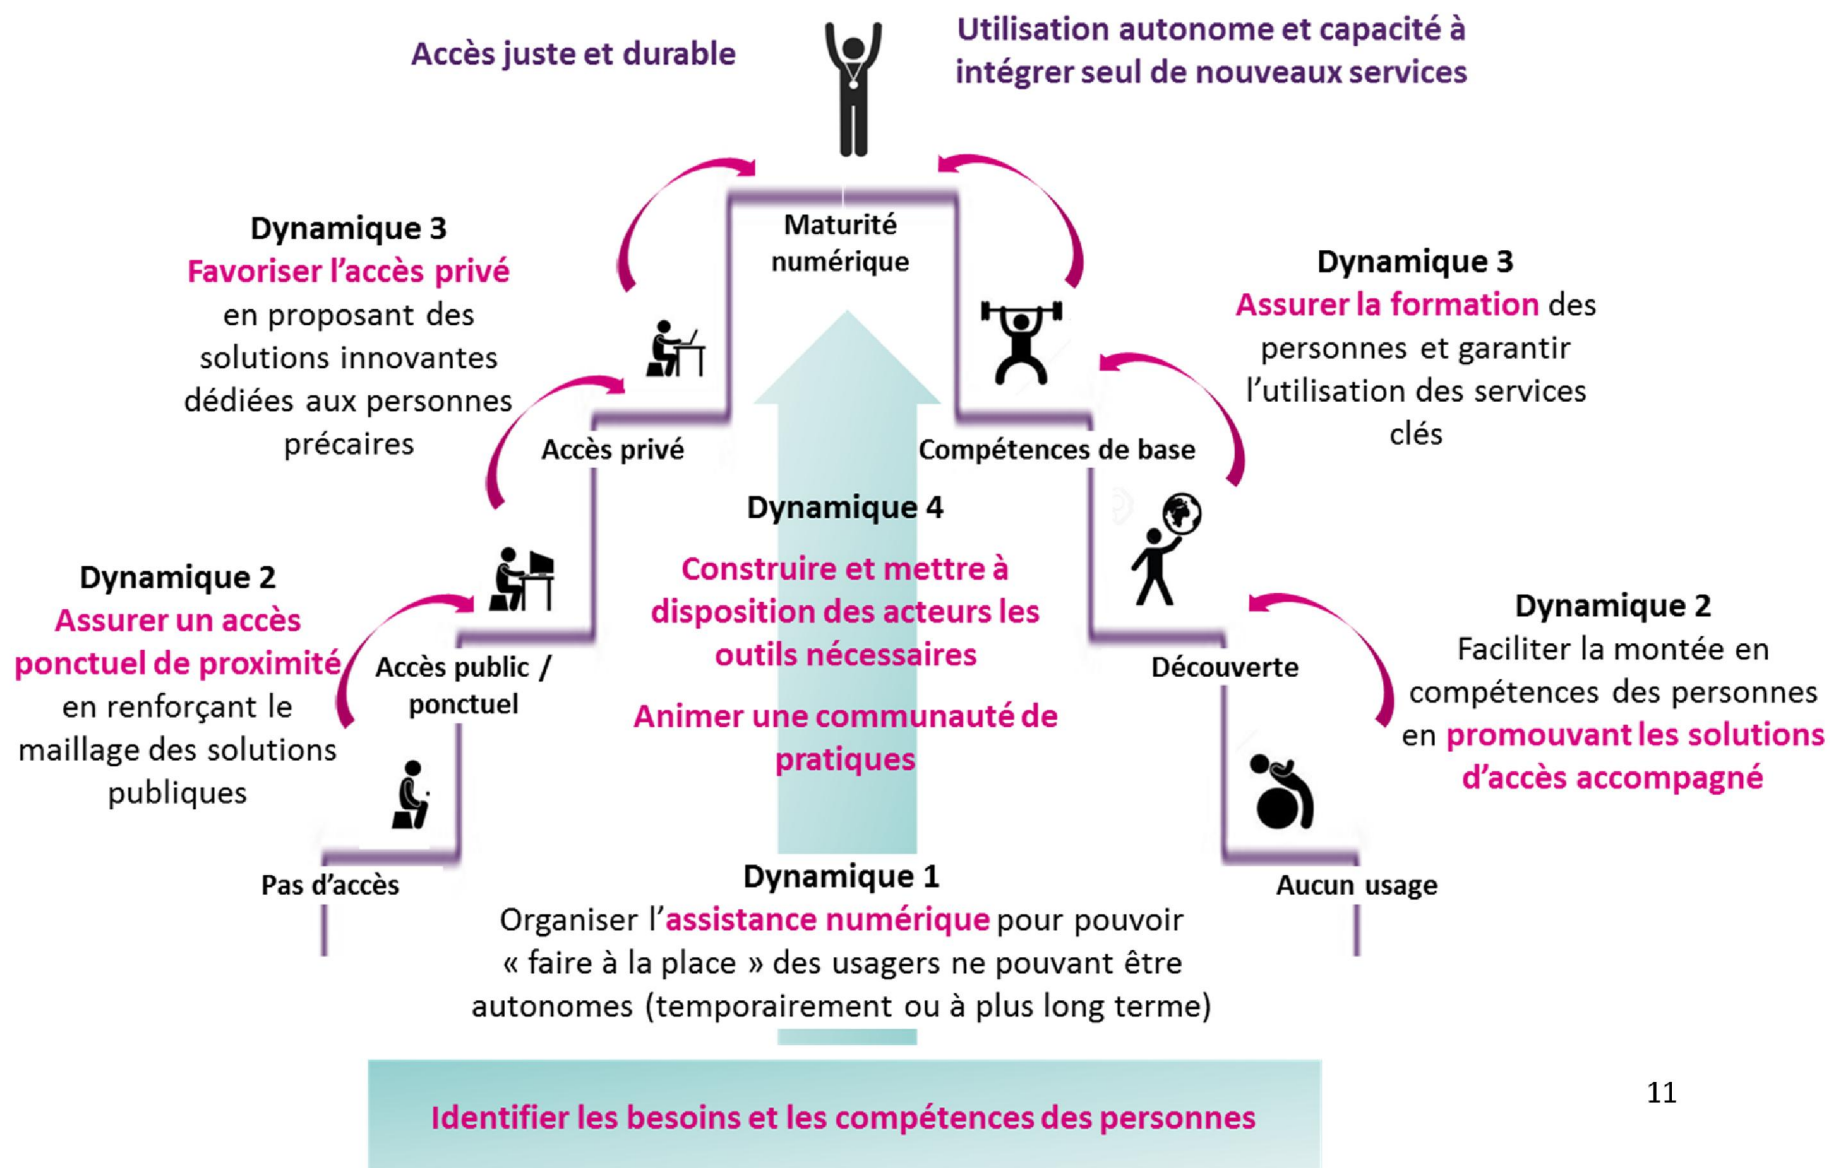 Accès juste et durable
Utilisation autonome et capacité à
intégrer seul de nouveaux services
Maturité
numérique
Dynamique 3
Favoriser l’accès privé
en proposant des
solutions innovantes
dédiées aux personnes
précaires
Dynamique 3
Assurer la formation des
personnes et garantir
l’utilisation des services
clés
Accès privé
Compétences de base
Dynamique 4
Construire et mettre à
disposition des acteurs les
outils nécessaires
Animer une communauté de
pratiques
Dynamique 2
Assurer un accès
ponctuel de proximité
en renforçant le
maillage des solutions
publiques
Accès public /
ponctuel
Découverte
Dynamique 2
Faciliter la montée en
compétences des personnes
en promouvant les solutions
d’accès accompagné
Pas d’accès
Aucun usage
Dynamique 1
Organiser l’assistance numérique pour pouvoir
« faire à la place » des usagers ne pouvant être
autonomes (temporairement ou à plus long terme)
Identifier les besoins et les compétences des personnes
11